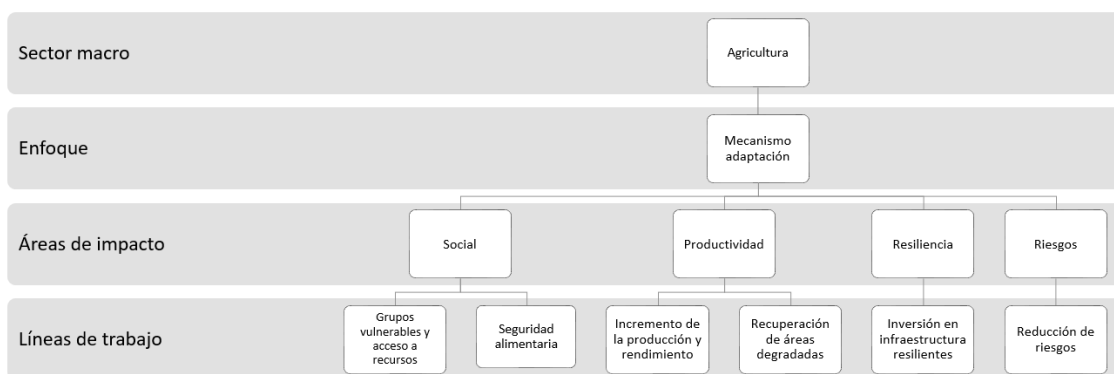 Sector macro
Agricultura
Enfoque
Mecanismo
adaptación
Áreas de impacto
Social
Productividad
Resiliencia
Riesgos
Líneas de trabajo
Grupos
vulnerables y
acceso a
recursos
Seguridad
alimentaria
Incremento de
la producción y
rendimiento
Recuperación
de áreas
degradadas
Inversión en
infraestructura
resilientes
Reducción de
riesgos